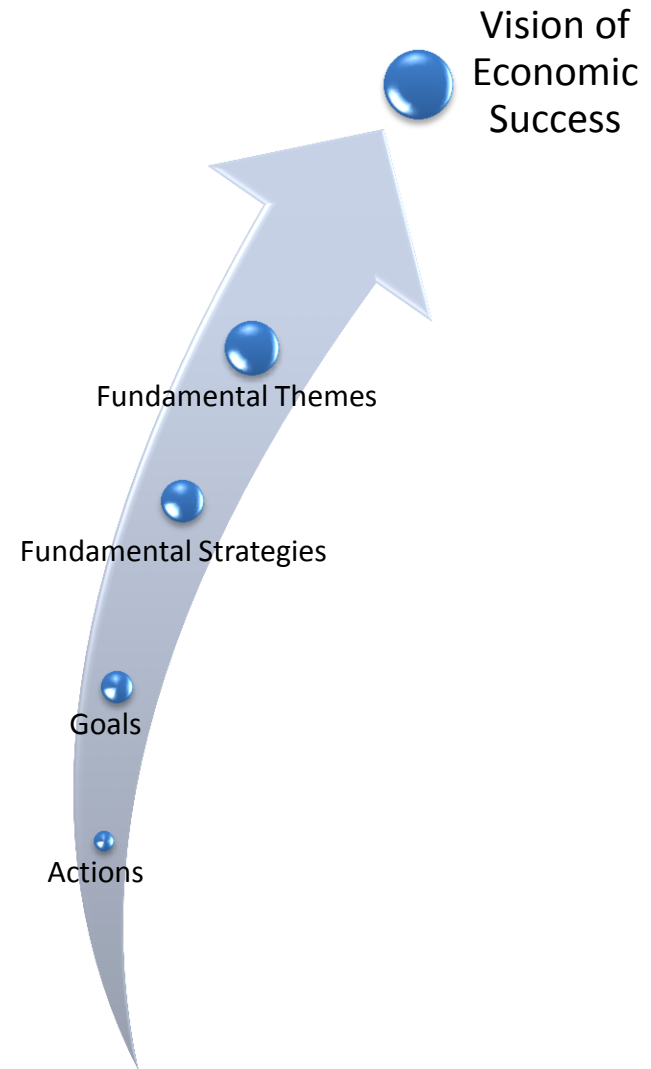 Vision of
Economic
Success
Fundamental Themes
Fundamental Strategies
Goals
Actions